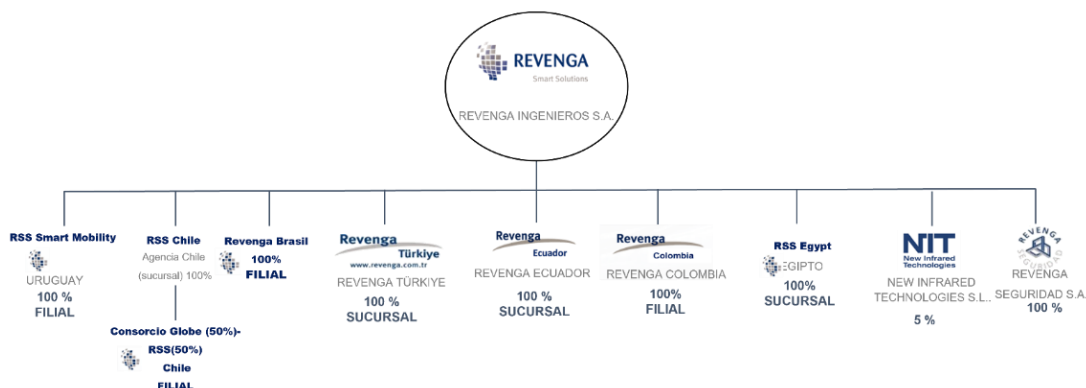 REVENGA
Smart Solutions
REVENGA INGENIEROS S.A.
RSS Smart Mobility
URUGUAY
100 %
FILIAL
RSS Chile
Agencia Chile
(sucursal) 100%
Consorcio Globe (50%)-
RSS(50%)
Chile
FILIAL
Revenga Brasil
100%
FILIAL
Revenga
Türkiye
www.revenga.com.tr
REVENGA TÜRKIYE
100 %
SUCURSAL
Revenga
Ecuador
REVENGA ECUADOR
100 %
SUCURSAL
Revenga
Colombia
REVENGA COLOMBIA
100%
FILIAL
RSS Egypt
EGIPTO
100%
SUCURSAL
NIT
New Infrared
Technologies
NEW INFRARED
TECHNOLOGIES S.L..
5 %
REVENGA
SEGURIDAD
REVENGA
SEGURIDAD S.A.
100 %